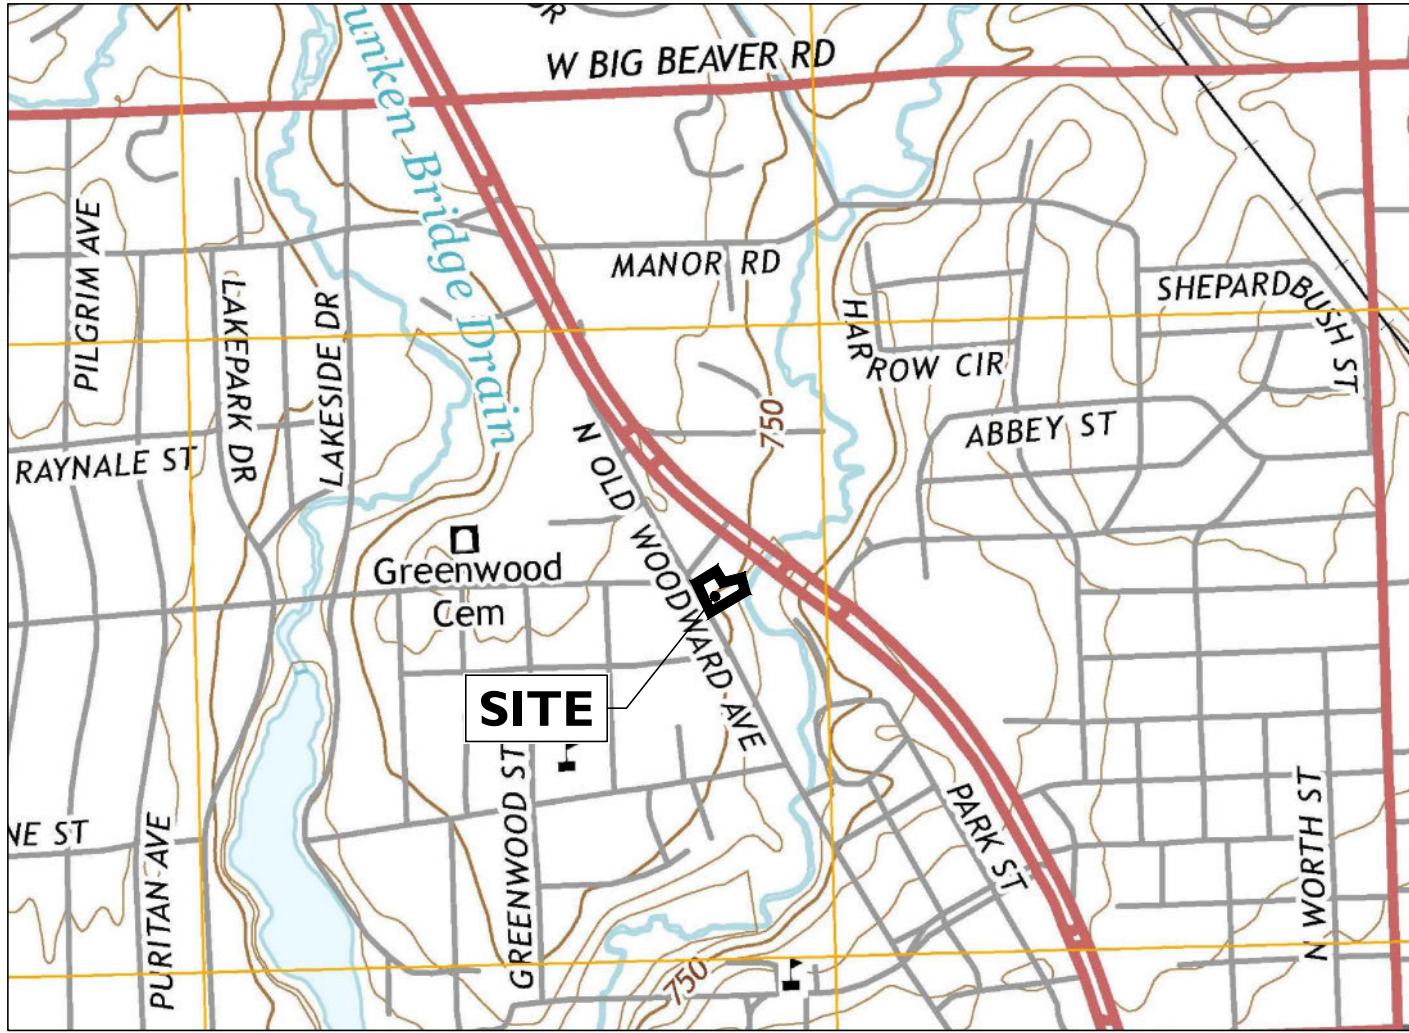 W BIG BEAVER RD
unken-Bridge Drain
PILGRIM AVE
LAKEPARK DR
LAKESIDE DR
MANOR RD
SHEPARDBUSH ST
HARROW CIR
750
ABBEY ST
RAYNALE ST
N OLD WOODWARD AVE
Greenwood
Cem
SITE
GREENWOOD ST
PARK ST
N WORTH ST
NE ST
PURITAN AVE
750